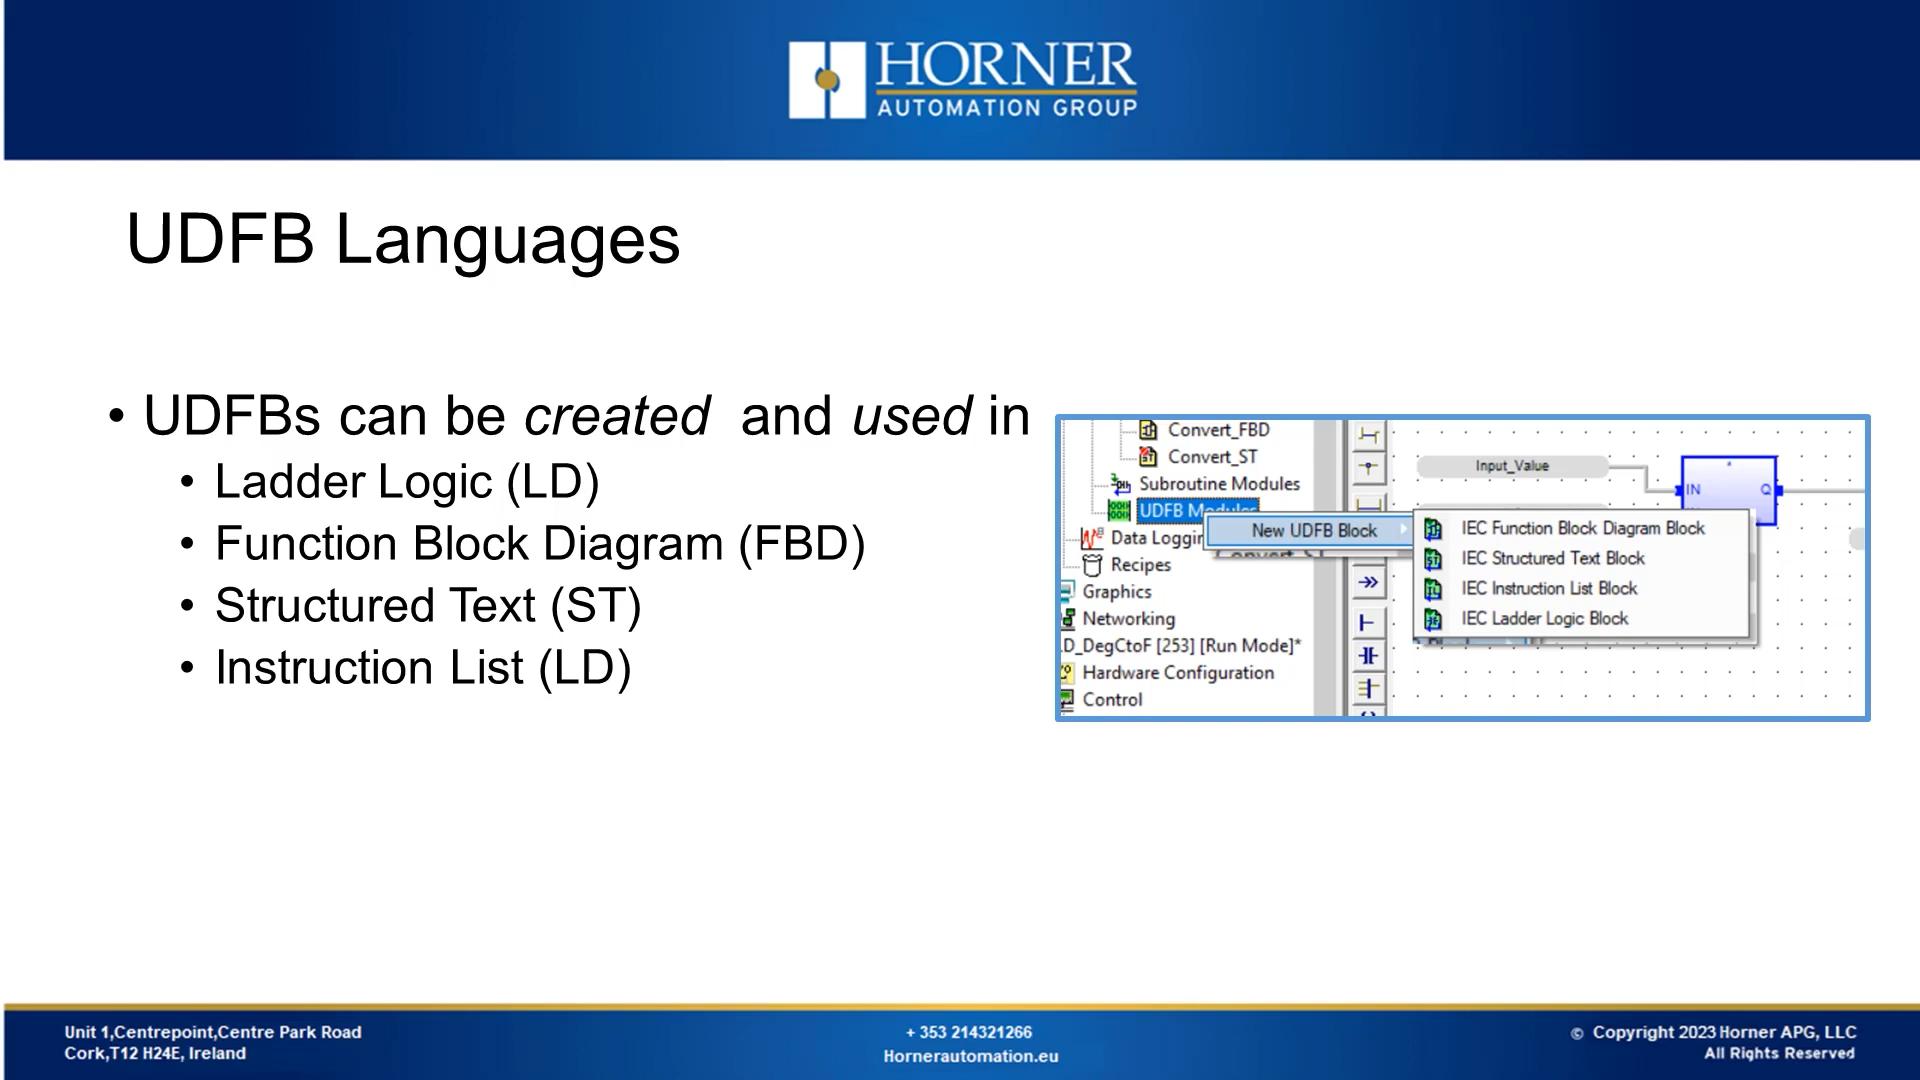 HORNER
AUTOMATION GROUP
UDFB Languages
• UDFBs can be created and used in
• Ladder Logic (LD)
• Function Block Diagram (FBD)
• Structured Text (ST)
• Instruction List (LD)
Convert_FBD
Convert_ST
Subroutine Modules
UDFB Modules
New UDFB Block
Data Loggin
Recipes
Graphics
Networking
D_DegCtoF [253] [Run Mode]*
Hardware Configuration
Control
Input_Value
IN Q
IEC Function Block Diagram Block
IEC Structured Text Block
IEC Instruction List Block
IEC Ladder Logic Block
Unit 1,Centrepoint,Centre Park Road
Cork,T12 H24E, Ireland
+ 353 214321266
Hornerautomation.eu
© Copyright 2023 Horner APG, LLC
All Rights Reserved